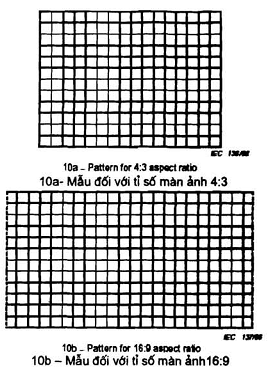 IEC 136/98
10a – Pattern for 4:3 aspect ratio
10a- Mẫu đối với tỉ số màn ảnh 4:3
IEC 137/98
10b – Pattern for 16:9 aspect ratio
10b – Mẫu đối với tỉ số màn ảnh16:9